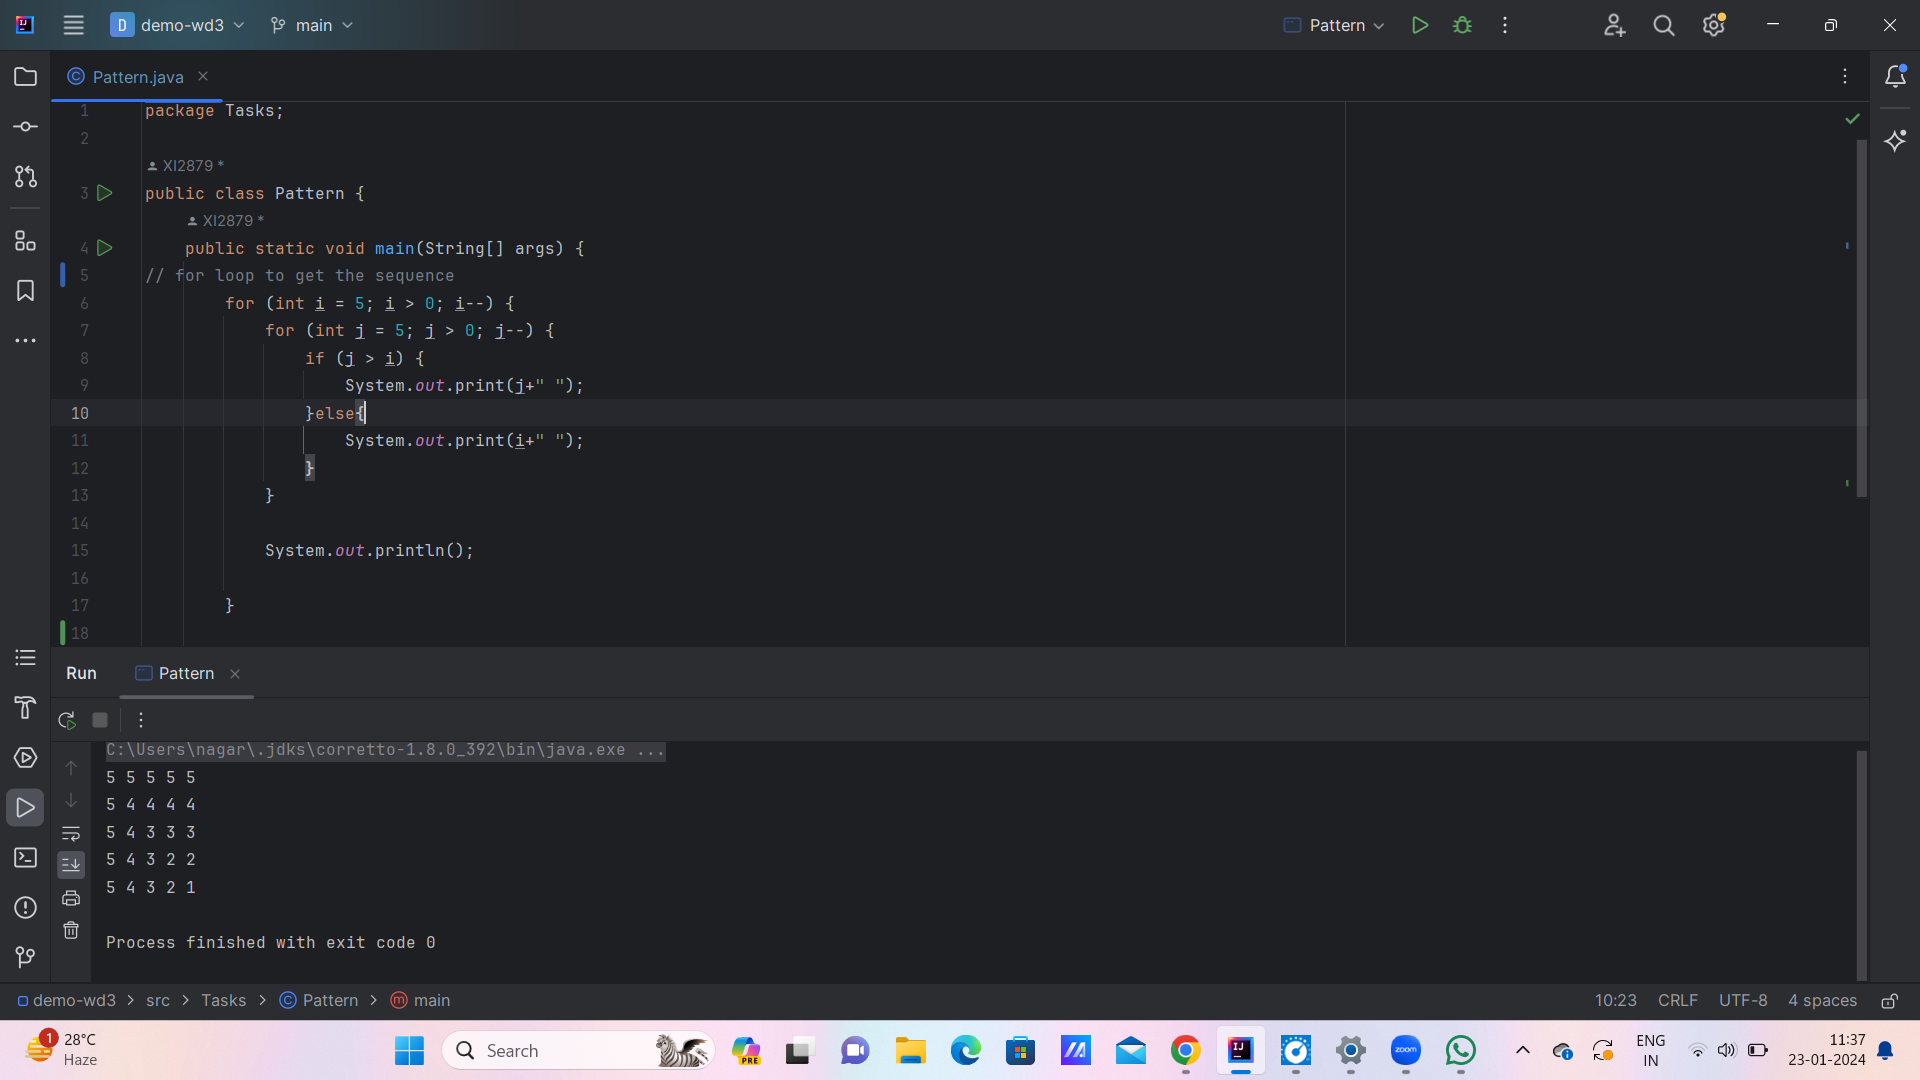 D demo-wd3 main Pattern
Pattern.java
1 package Tasks;
2
XI2879 *
3 public class Pattern {
XI2879 *
4 public static void main(String[] args) {
5 // for loop to get the sequence
6 for (int i = 5; i > 0; i--) {
7 for (int j = 5; j > 0; j--) {
8 if (j > i) {
9 System.out.print(j+" ");
10 }else{
11 System.out.print(i+" ");
12 }
13 }
14
15 System.out.println();
16
17 }
18
Run Pattern
C:\Users\nagar\.jdks\corretto-1.8.0_392\bin\java.exe ...
5 5 5 5 5
5 4 4 4 4
5 4 3 3 3
5 4 3 2 2
5 4 3 2 1
Process finished with exit code 0
demo-wd3 > src > Tasks > Pattern > main 10:23 CRLF UTF-8 4 spaces
1 28°C
Haze
Search
PRE
zoom
ENG
IN
11:37
23-01-2024